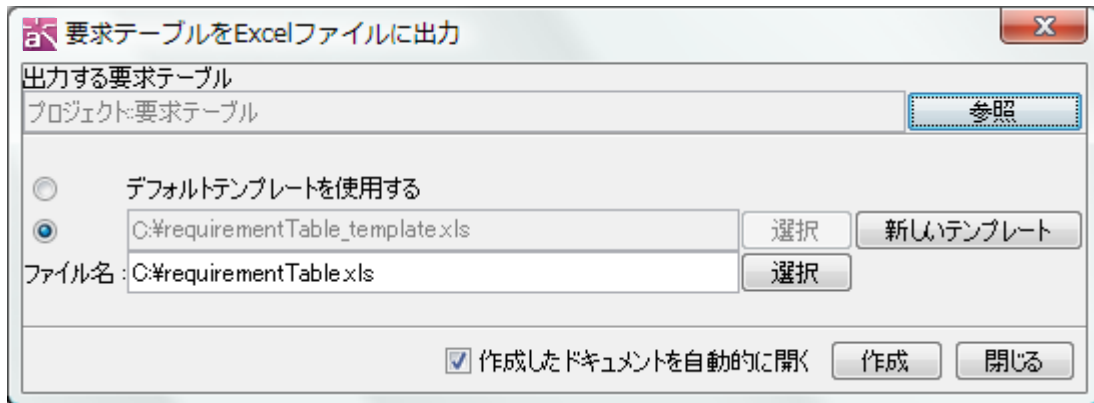 要求テーブルをExcelファイルに出力
出力する要求テーブル
プロジェクト:要求テーブル 参照
デフォルトテンプレートを使用する
C:¥requirementTable_template.xls 選択 新しいテンプレート
ファイル名 : C:¥requirementTable.xls 選択
作成したドキュメントを自動的に開く 作成 閉じる